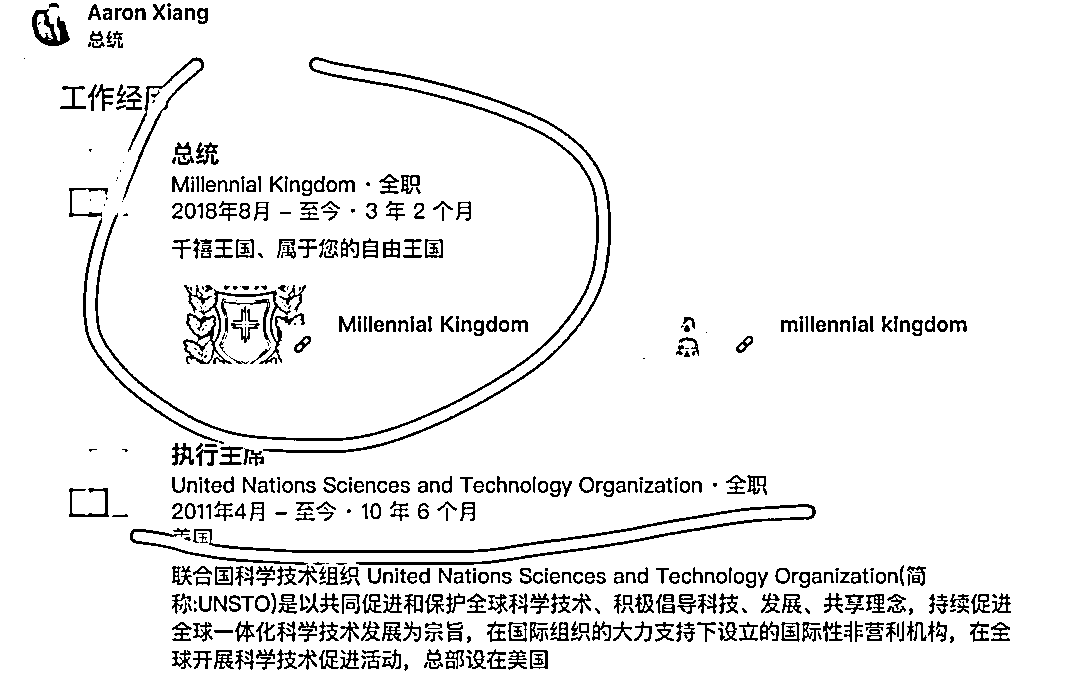 Aaron Xiang
总统
工作经历
总统
Millennial Kingdom · 全职
2018年8月 – 至今 · 3 年 2 个月
千禧王国、属于您的自由王国
Millennial Kingdom
millennial kingdom
执行主席
United Nations Sciences and Technology Organization · 全职
2011年4月 – 至今 · 10 年 6 个月
美国
联合国科学技术组织 United Nations Sciences and Technology Organization(简
称:UNSTO)是以共同促进和保护全球科学技术、积极倡导科技、发展、共享理念，持续促进
全球一体化科学技术发展为宗旨，在国际组织的大力支持下设立的国际性非营利机构，在全
球开展科学技术促进活动，总部设在美国